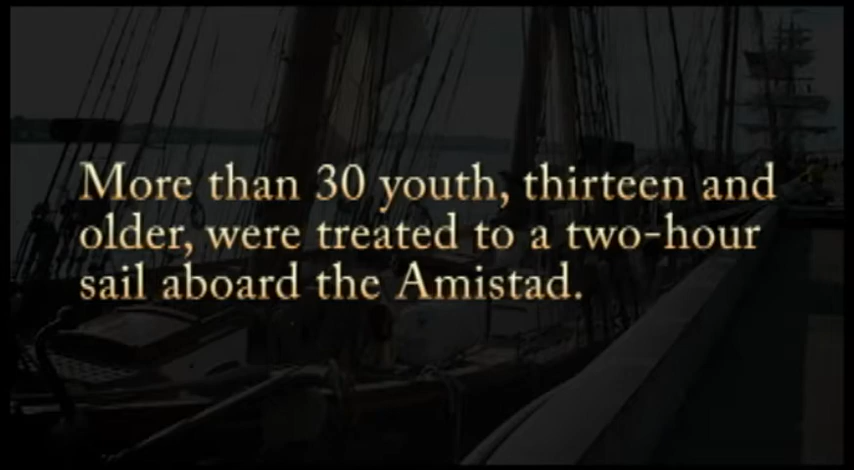 More than 30 youth, thirteen and
older, were treated to a two-hour
sail aboard the Amistad.